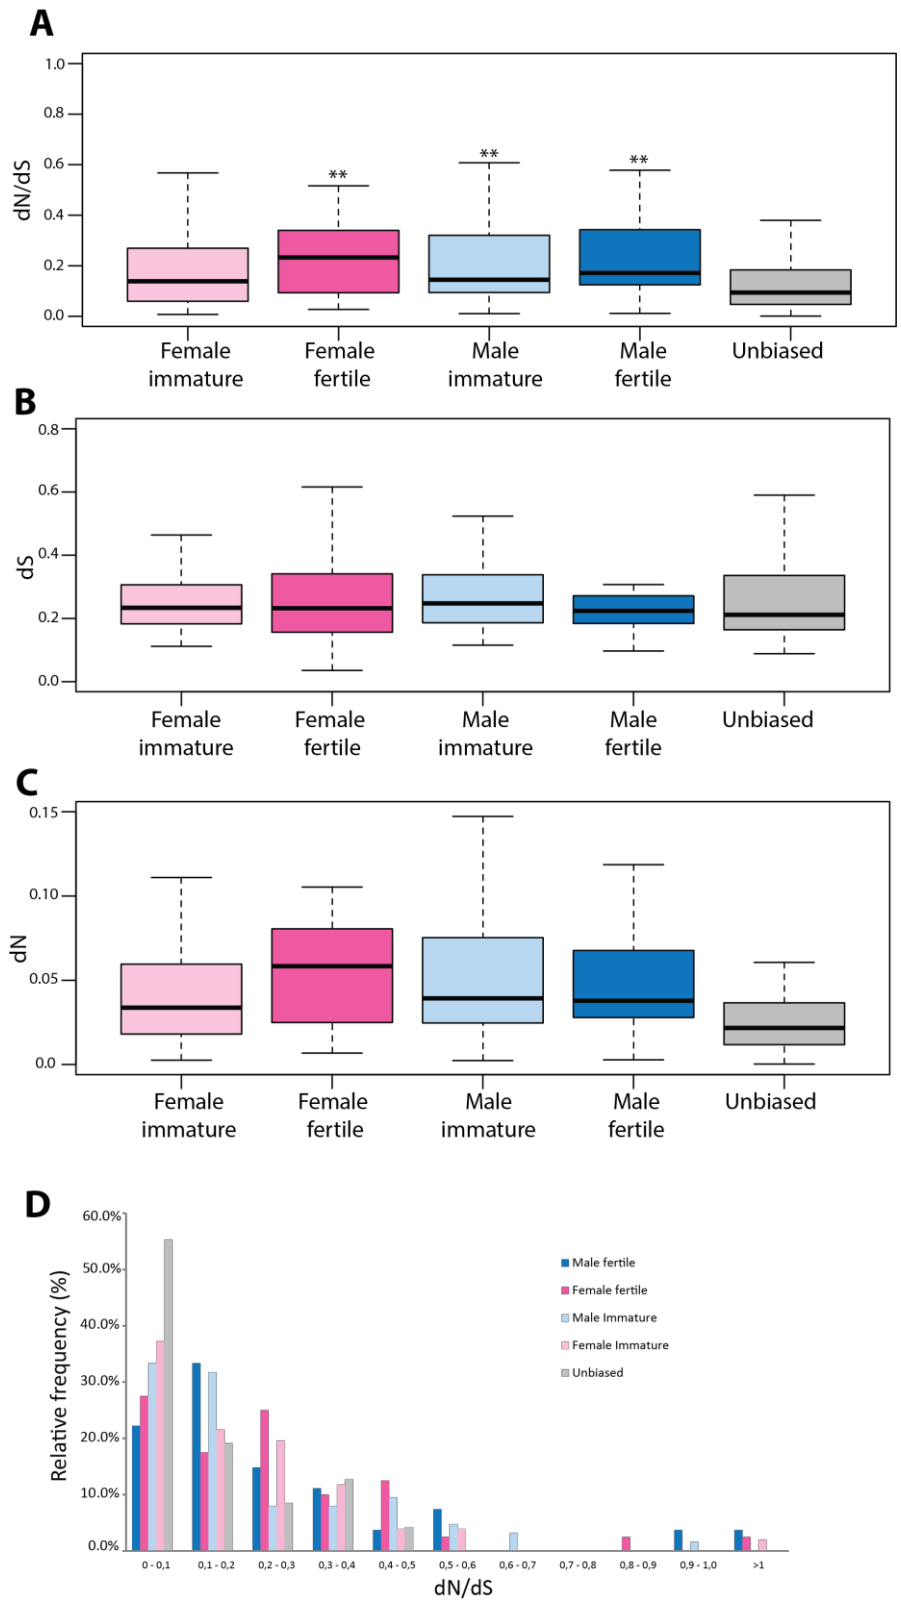 A
1.0
0.8
0.6
0.4
0.2
0.0
dN/dS
**
**
**
Female immature
Female fertile
Male immature
Male fertile
Unbiased
B
0.8
0.6
0.4
0.2
0.0
dS
Female immature
Female fertile
Male immature
Male fertile
Unbiased
C
0.15
0.10
0.05
0.0
dN
Female immature
Female fertile
Male immature
Male fertile
Unbiased
D
60.0%
50.0%
40.0%
30.0%
20.0%
10.0%
0.0%
Relative frequency (%)
Male fertile
Female fertile
Male Immature
Female Immature
Unbiased
0 - 0,1
0,1 - 0,2
0,2 - 0,3
0,3 - 0,4
0,4 - 0,5
0,5 - 0,6
0,6 - 0,7
0,7 - 0,8
0,8 - 0,9
0,9 - 1,0
>1
dN/dS